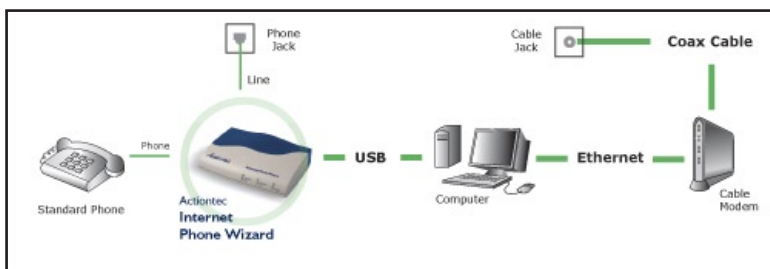 Phone
Jack
Line
Cable
Jack
Coax Cable
Phone
Standard Phone
Actiontec
Actiontec
Internet
Phone Wizard
USB
Computer
Ethernet
Cable
Modem